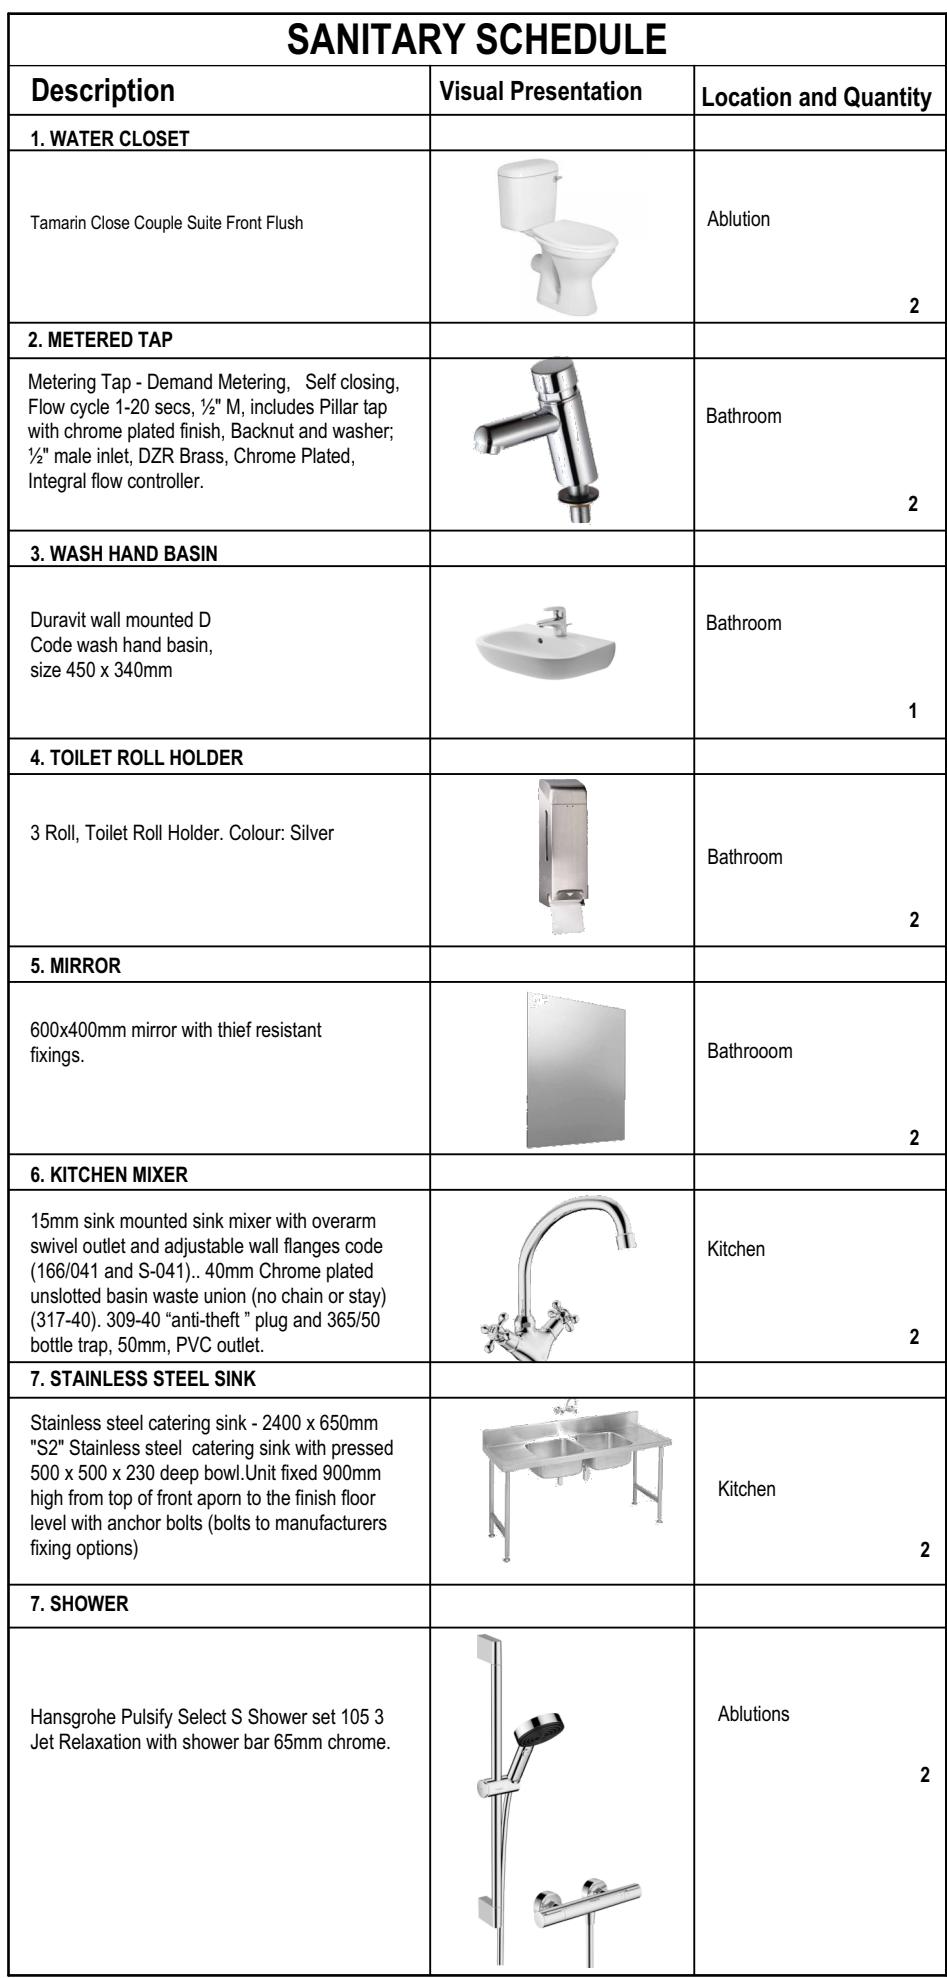 SANITARY SCHEDULE
Description
Visual Presentation
Location and Quantity
1. WATER CLOSET
Tamarin Close Couple Suite Front Flush
Ablution
2
2. METERED TAP
Metering Tap - Demand Metering, Self closing,
Flow cycle 1-20 secs, ½" M, includes Pillar tap
with chrome plated finish, Backnut and washer;
½" male inlet, DZR Brass, Chrome Plated,
Integral flow controller.
Bathroom
2
3. WASH HAND BASIN
Duravit wall mounted D
Code wash hand basin,
size 450 x 340mm
Bathroom
1
4. TOILET ROLL HOLDER
3 Roll, Toilet Roll Holder. Colour: Silver
Bathroom
2
5. MIRROR
600x400mm mirror with thief resistant
fixings.
Bathrooom
2
6. KITCHEN MIXER
15mm sink mounted sink mixer with overarm
swivel outlet and adjustable wall flanges code
(166/041 and S-041).. 40mm Chrome plated
unslotted basin waste union (no chain or stay)
(317-40). 309-40 “anti-theft ” plug and 365/50
bottle trap, 50mm, PVC outlet.
Kitchen
2
7. STAINLESS STEEL SINK
Stainless steel catering sink - 2400 x 650mm
"S2" Stainless steel catering sink with pressed
500 x 500 x 230 deep bowl.Unit fixed 900mm
high from top of front aporn to the finish floor
level with anchor bolts (bolts to manufacturers
fixing options)
Kitchen
2
7. SHOWER
Hansgrohe Pulsify Select S Shower set 105 3
Jet Relaxation with shower bar 65mm chrome.
Ablutions
2